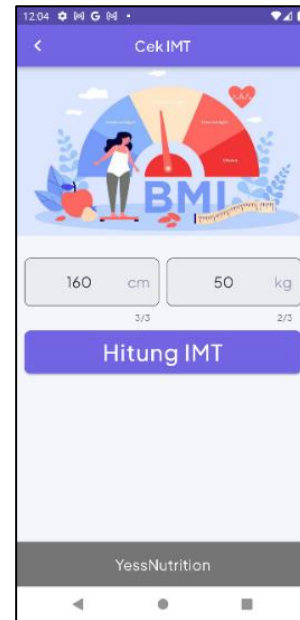 12:04
Cek IMT
BMI
160 cm 50 kg
3/3 2/3
Hitung IMT
YessNutrition